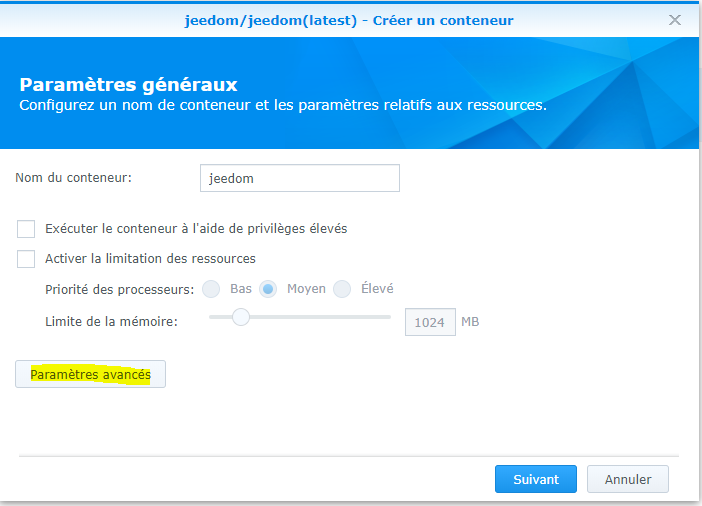 jeedom/jeedom(latest) - Créer un conteneur
Paramètres généraux
Configurez un nom de conteneur et les paramètres relatifs aux ressources.
Nom du conteneur: jeedom
Exécuter le conteneur à l'aide de privilèges élevés
Activer la limitation des ressources
Priorité des processeurs: Bas Moyen Élevé
Limite de la mémoire: 1024 MB
Paramètres avancés
Suivant Annuler